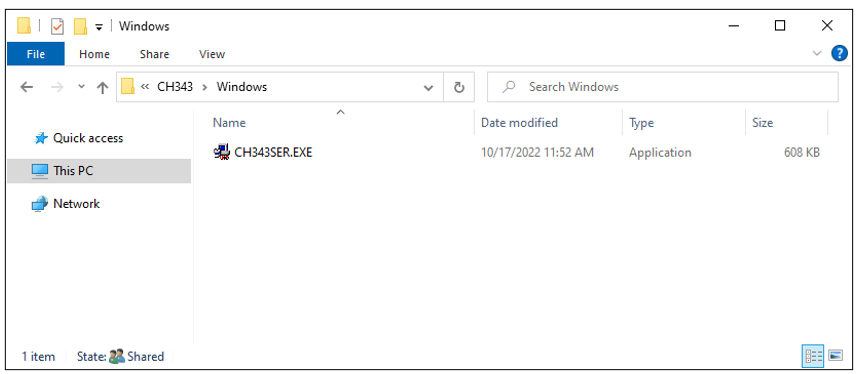 Windows
File Home Share View
« CH343 > Windows Search Windows
Name Date modified Type Size
Quick access
CH343SER.EXE 10/17/2022 11:52 AM Application 608 KB
This PC
Network
1 item State: Shared